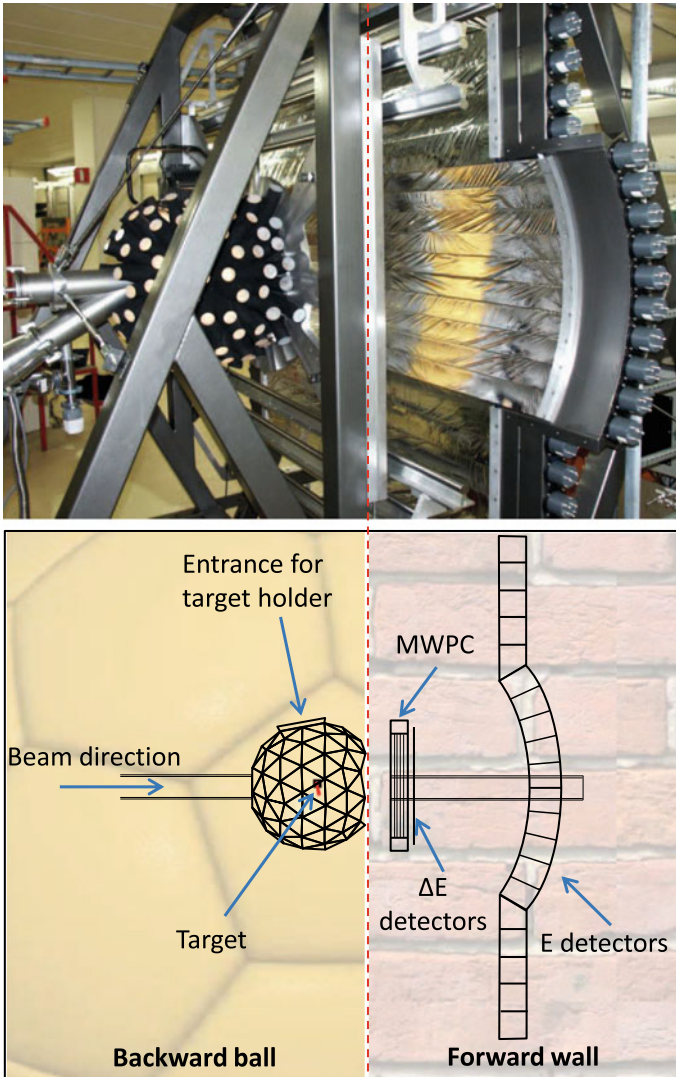 Entrance for
target holder
MWPC
Beam direction
ΔE
detectors
E detectors
Target
Backward ball
Forward wall